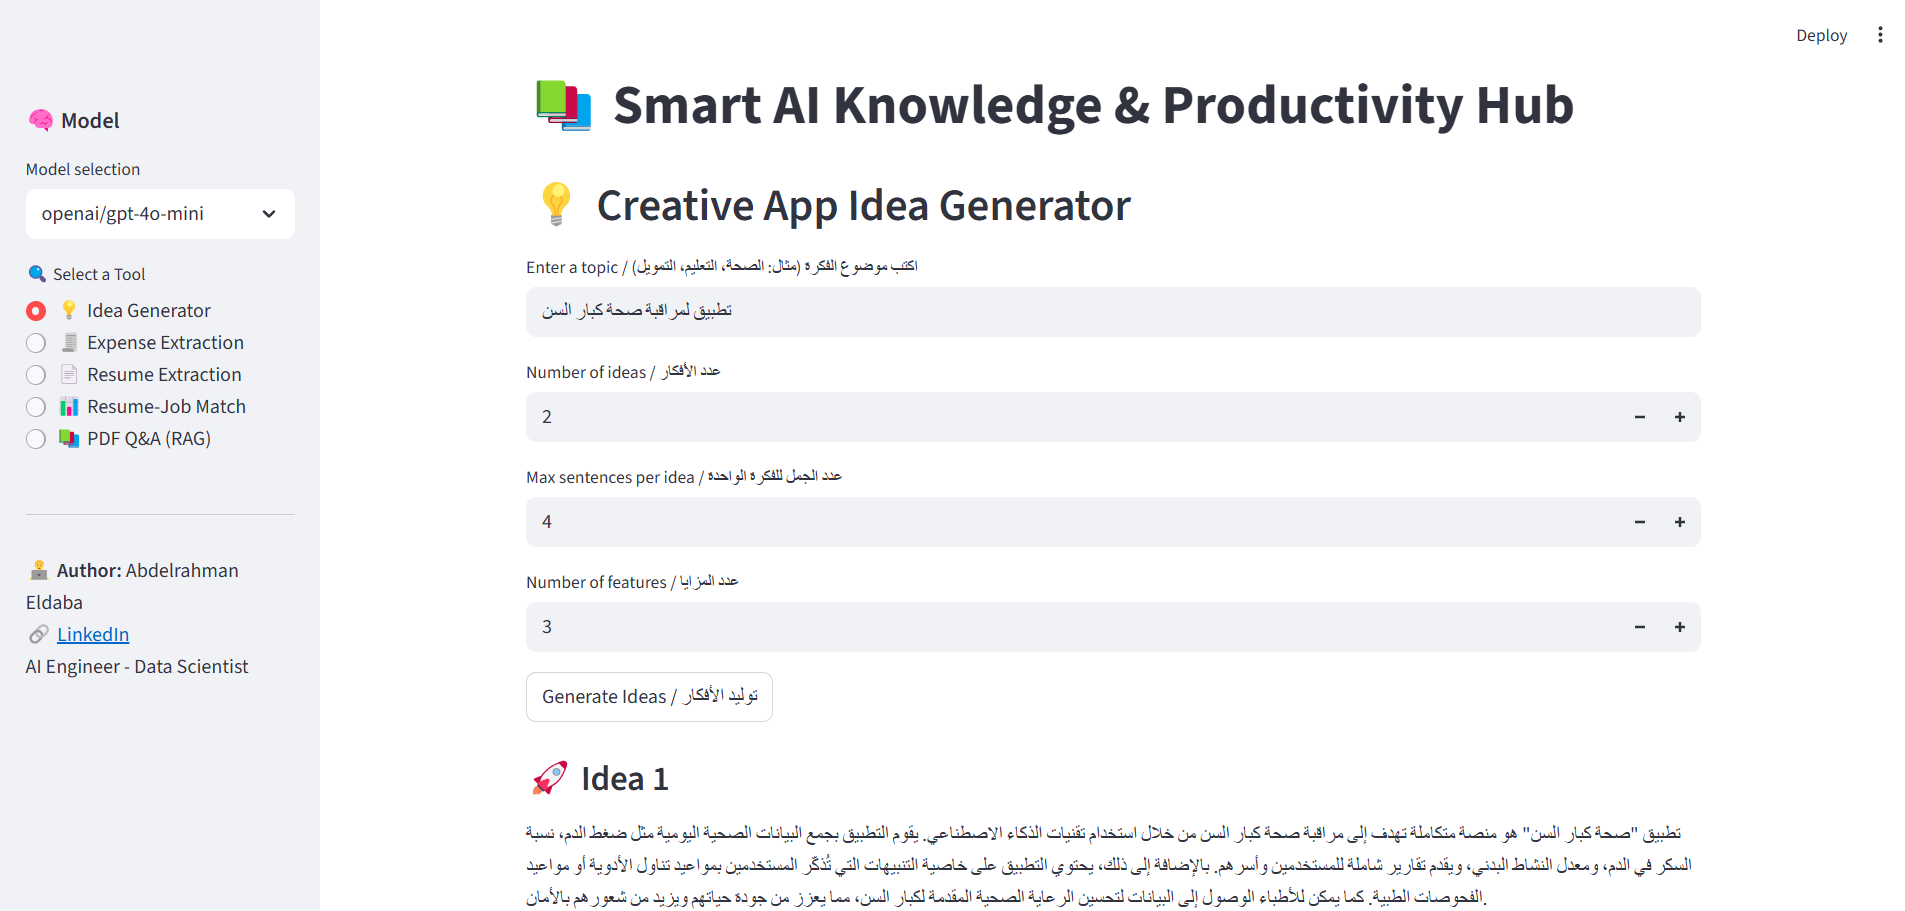 Deploy
🧠 Model
Model selection
openai/gpt-4o-mini
🔍 Select a Tool
💡 Idea Generator
🧾 Expense Extraction
📄 Resume Extraction
📊 Resume-Job Match
📚 PDF Q&A (RAG)
👨‍💻 Author: Abdelrahman
Eldaba
🔗 LinkedIn
AI Engineer - Data Scientist
📚 Smart AI Knowledge & Productivity Hub
💡 Creative App Idea Generator
Enter a topic / اكتب موضوع الفكرة (مثال: الصحة، التعليم، التمويل)
تطبيق لمراقبة صحة كبار السن
Number of ideas / عدد الأفكار
2
Max sentences per idea / عدد الجمل للفكرة الواحدة
4
Number of features / عدد المزايا
3
Generate Ideas / توليد الأفكار
🚀 Idea 1
تطبيق "صحة كبار السن" هو منصة متكاملة تهدف إلى مراقبة صحة كبار السن من خلال استخدام تقنيات الذكاء الاصطناعي. يقوم التطبيق بجمع البيانات الصحية اليومية مثل ضغط الدم، نسبة
السكر في الدم، ومعدل النشاط البدني، ويقدم تقارير شاملة للمستخدمين وأسرهم. بالإضافة إلى ذلك، يحتوي التطبيق على خاصية التنبيهات التي تُذكّر المستخدمين بمواعيد تناول الأدوية أو مواعيد
الفحوصات الطبية. كما يمكن للأطباء الوصول إلى البيانات لتحسين الرعاية الصحية المقدمة لكبار السن، مما يعزز من جودة حياتهم ويزيد من شعورهم بالأمان.